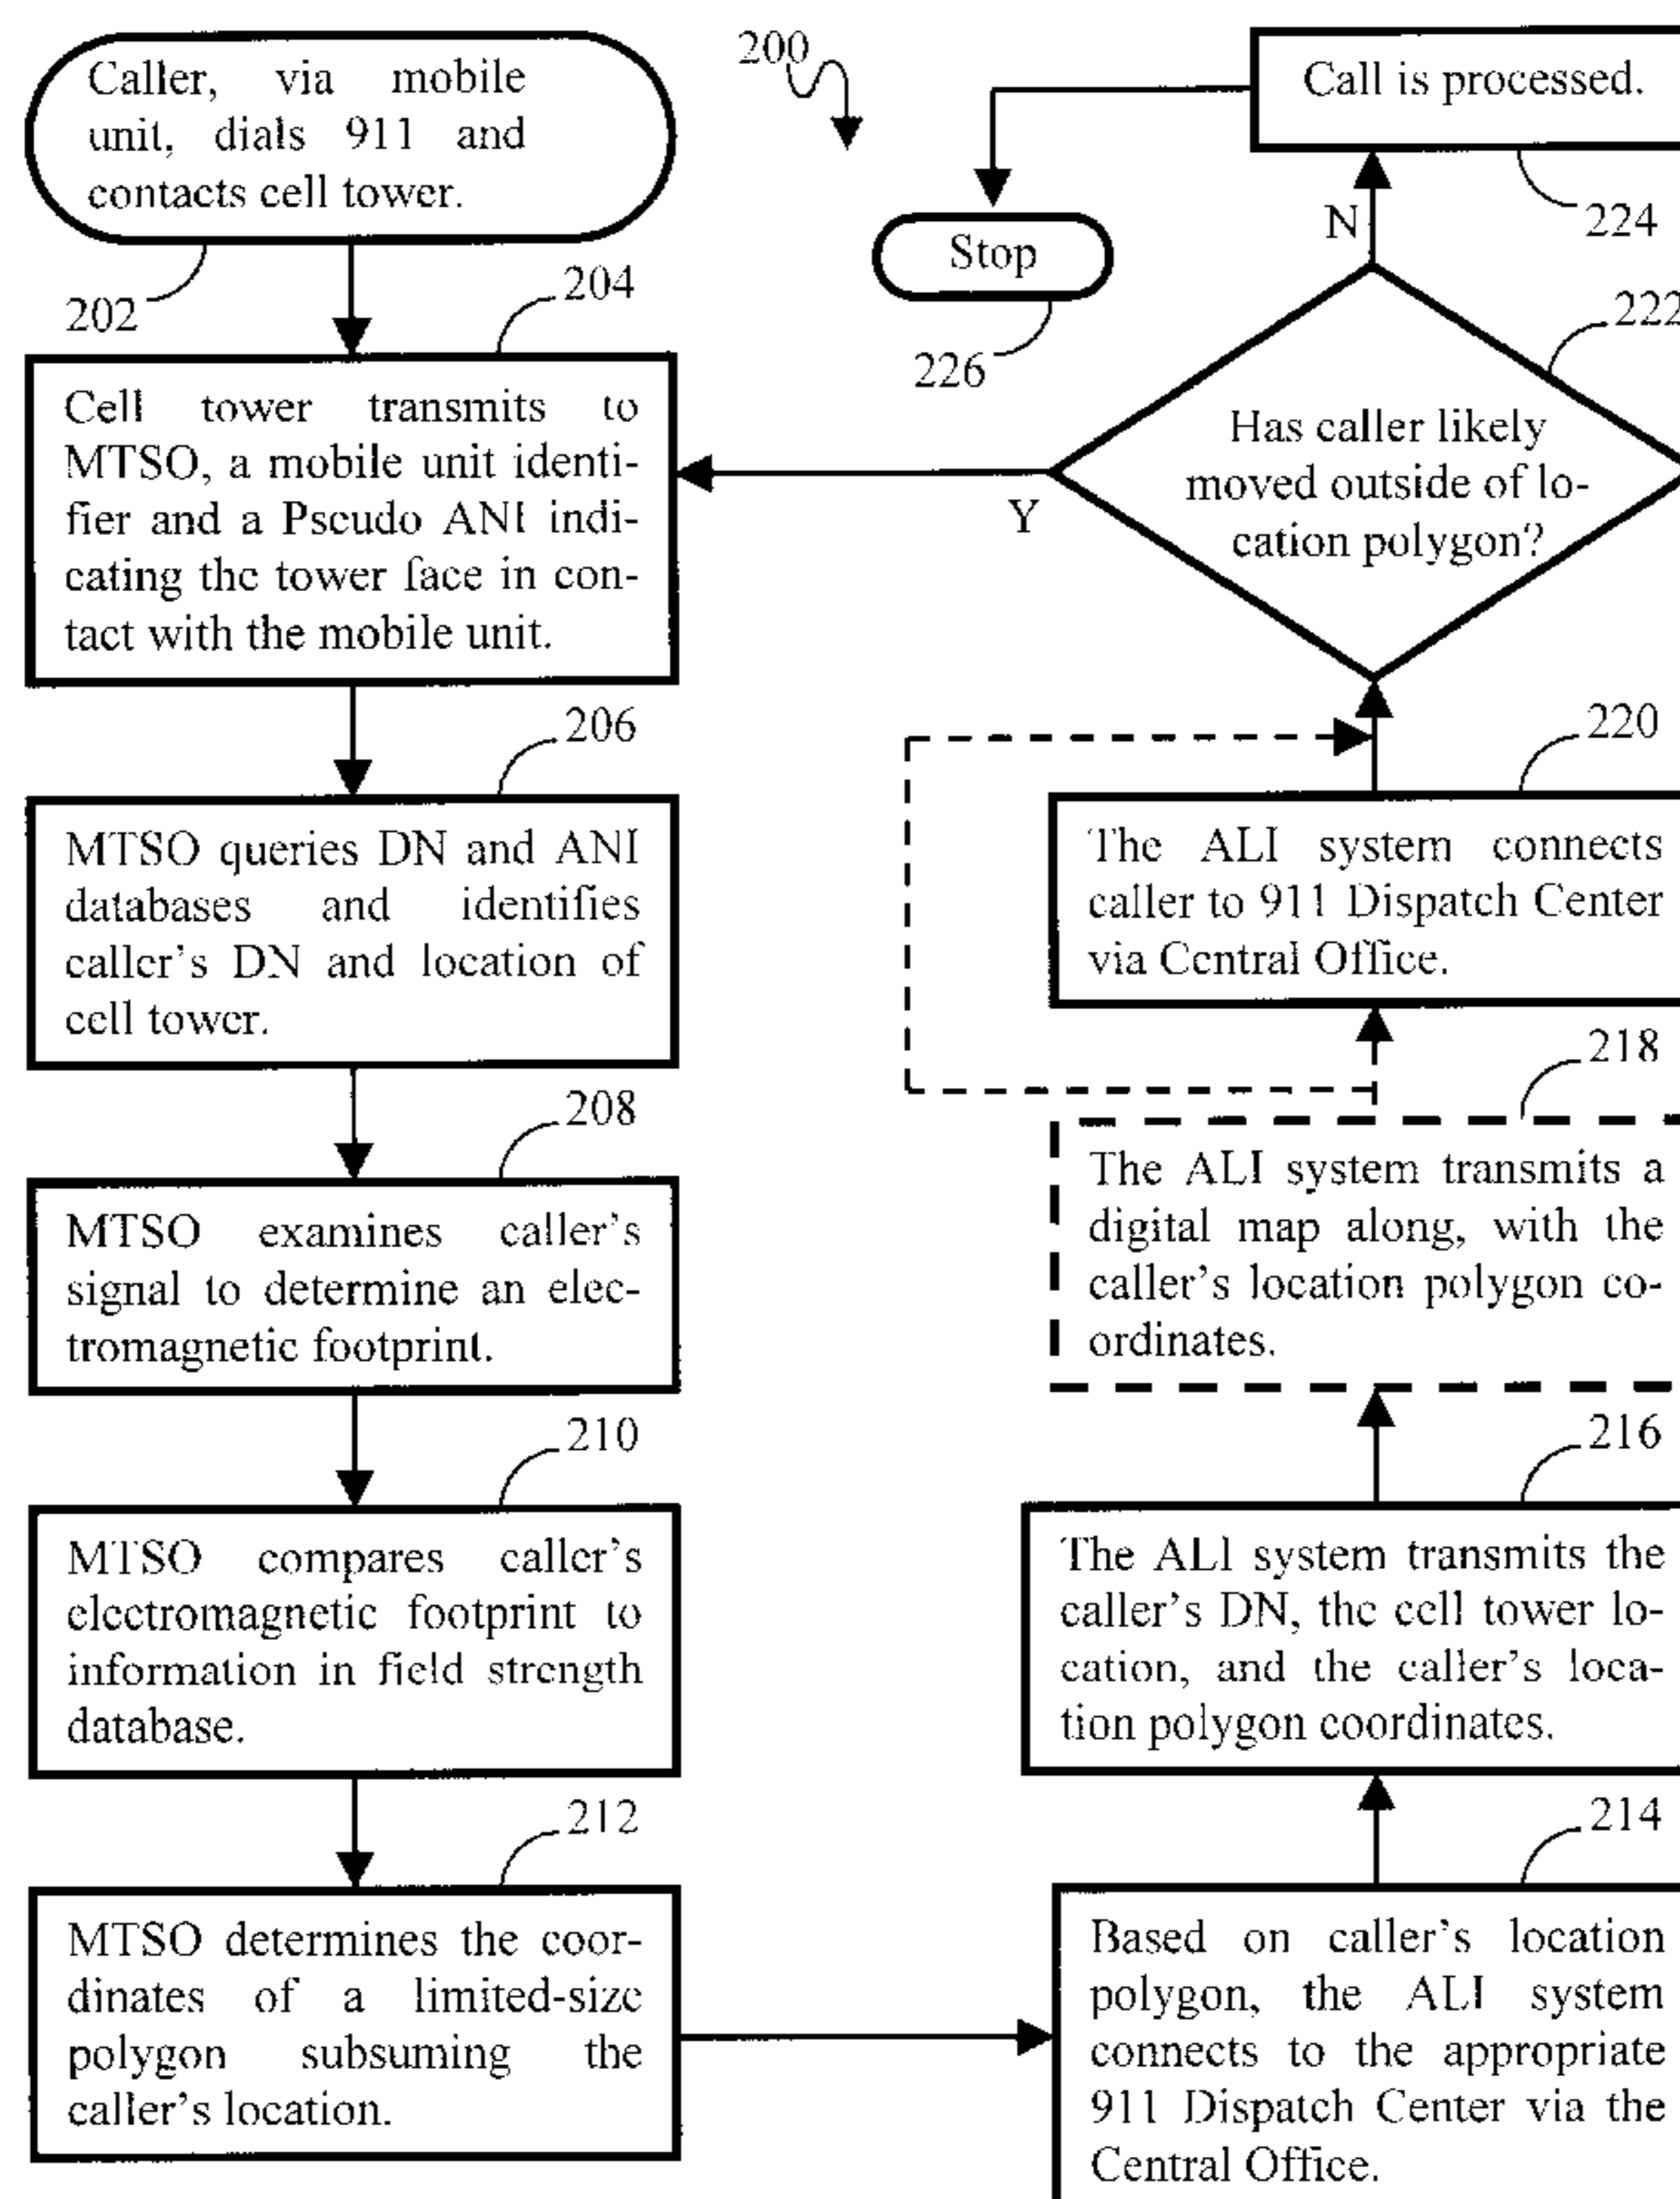 Caller, via mobile
unit, dials 911 and
contacts cell tower.
202
204
Cell tower transmits to
MTSO, a mobile unit identi-
fier and a Pseudo ANI indi-
cating the tower face in con-
tact with the mobile unit.
206
MTSO queries DN and ANI
databases and identifies
caller's DN and location of
cell tower.
208
MTSO examines caller's
signal to determine an elec-
tromagnetic footprint.
210
MTSO compares caller's
electromagnetic footprint to
information in field strength
database.
212
MTSO determines the coor-
dinates of a limited-size
polygon subsuming the
caller's location.
200
Call is processed.
224
Stop
226
N
222
Has caller likely
moved outside of lo-
cation polygon?
Y
220
The ALI system connects
caller to 911 Dispatch Center
via Central Office.
218
The ALI system transmits a
digital map along, with the
caller's location polygon co-
ordinates.
216
The ALI system transmits the
caller's DN, the cell tower lo-
cation, and the caller's loca-
tion polygon coordinates.
214
Based on caller's location
polygon, the ALI system
connects to the appropriate
911 Dispatch Center via the
Central Office.